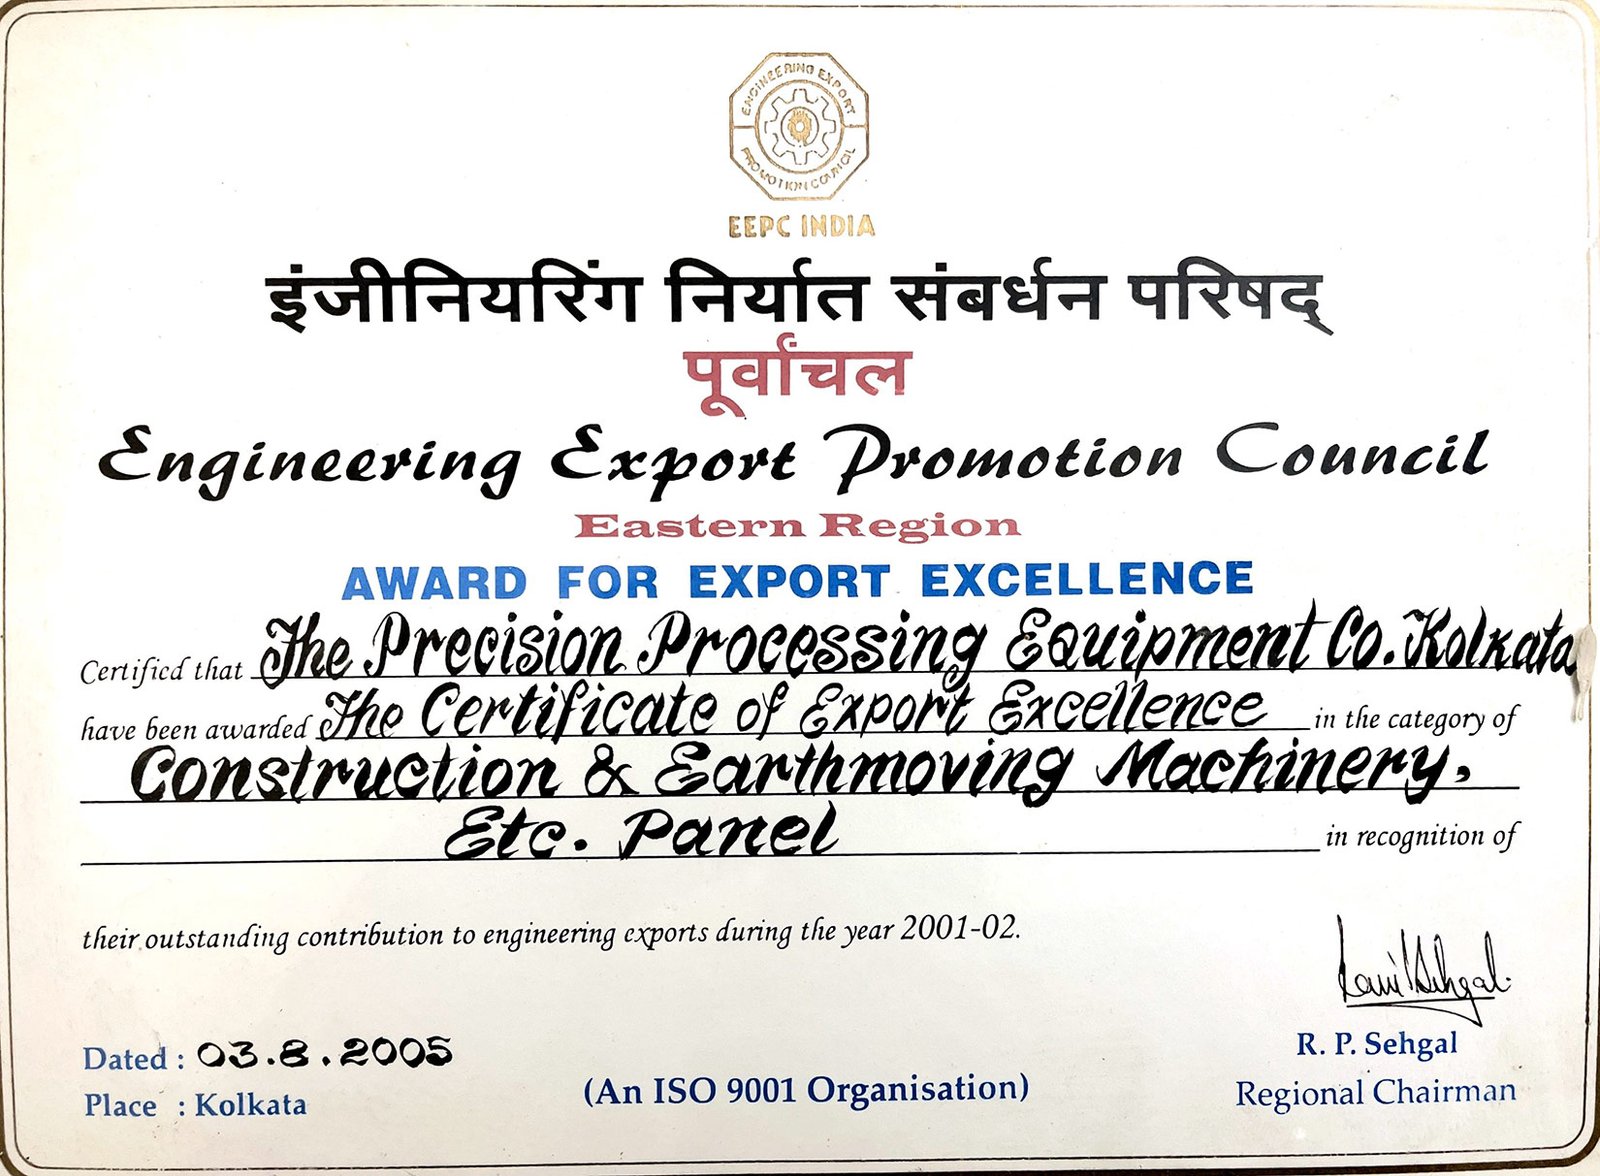 ENGINEERING EXPORT
PROMOTION COUNCIL
EEPC INDIA
इंजीनियरिंग निर्यात संबर्धन परिषद्
पूर्वांचल
Engineering Export Promotion Council
Eastern Region
AWARD FOR EXPORT EXCELLENCE
Certified that The Precision Processing Equipment Co. Kolkata
have been awarded The Certificate of Export Excellence in the category of
Construction & Earthmoving Machinery,
Etc. Panel in recognition of
their outstanding contribution to engineering exports during the year 2001-02.
Dated : 03.8.2005
Place : Kolkata
(An ISO 9001 Organisation)
R. P. Sehgal
Regional Chairman